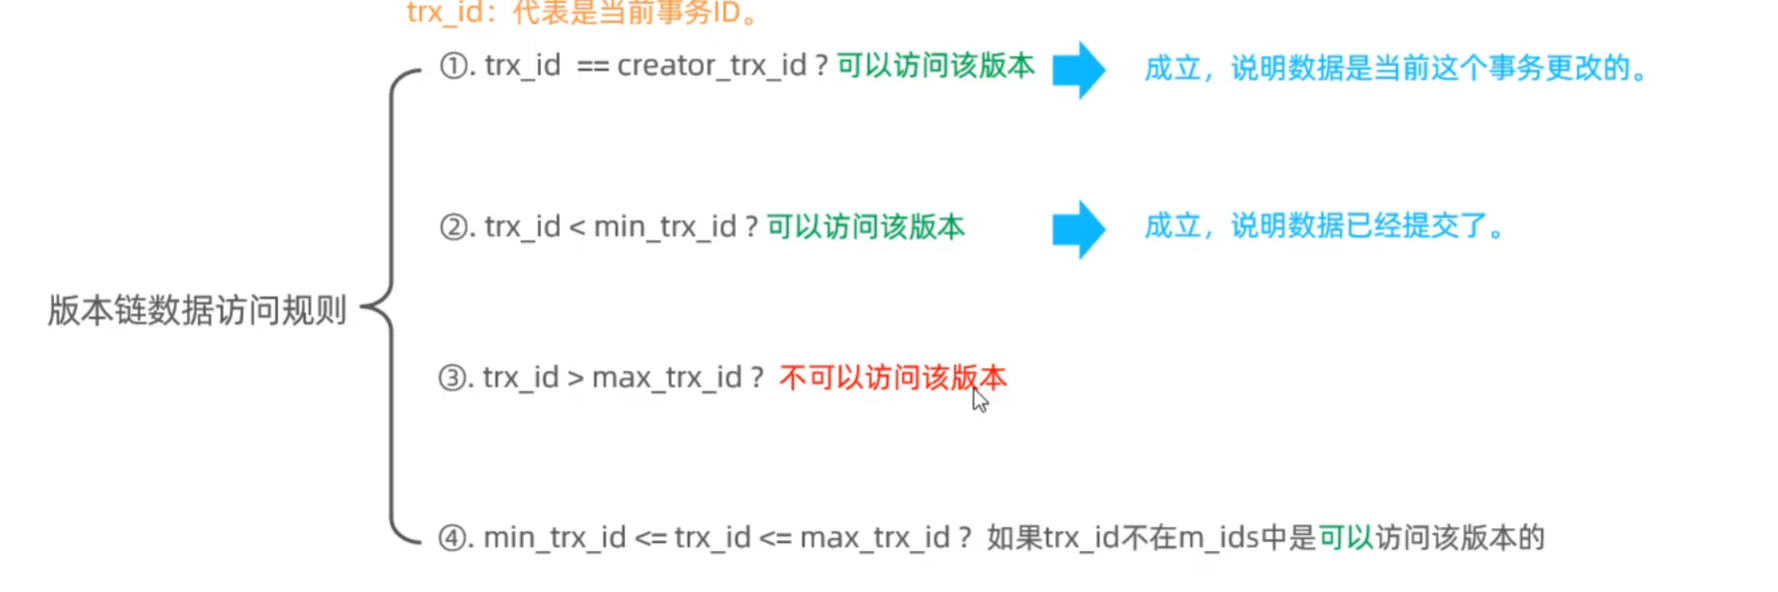 trx_id：代表是当前事务ID。
①. trx_id == creator_trx_id ? 可以访问该版本 成立，说明数据是当前这个事务更改的。
②. trx_id < min_trx_id ? 可以访问该版本 成立，说明数据已经提交了。
版本链数据访问规则
③. trx_id > max_trx_id ? 不可以访问该版本
④. min_trx_id <= trx_id <= max_trx_id ? 如果trx_id不在m_ids中是可以访问该版本的